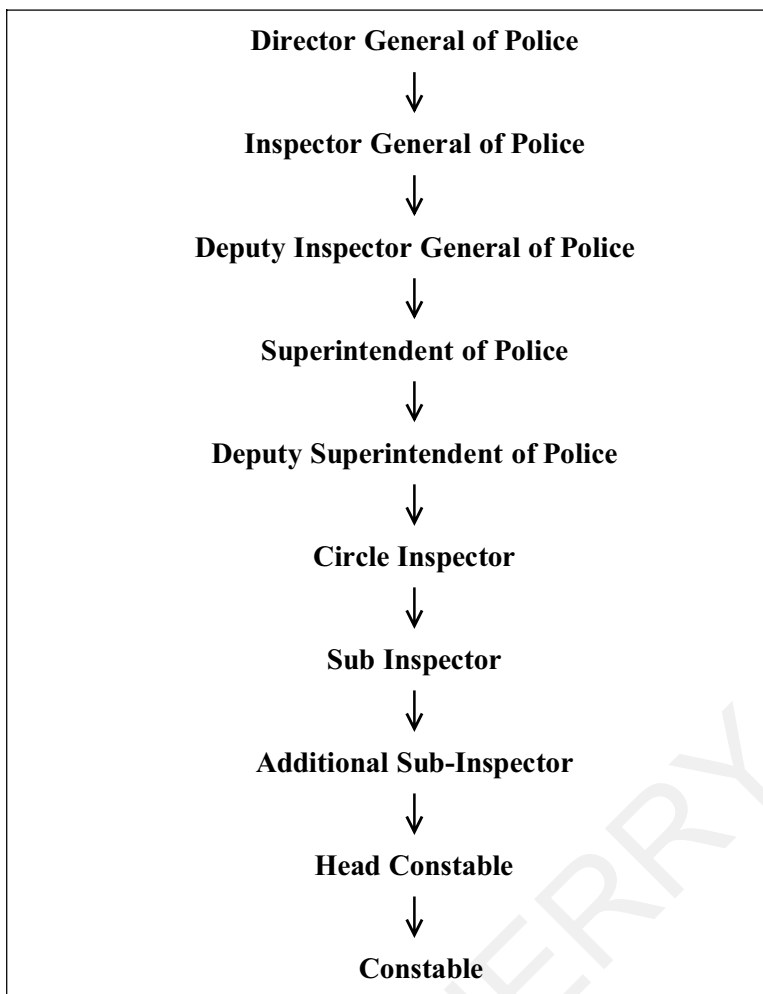 Director General of Police
Inspector General of Police
Deputy Inspector General of Police
Superintendent of Police
Deputy Superintendent of Police
Circle Inspector
Sub Inspector
Additional Sub-Inspector
Head Constable
Constable